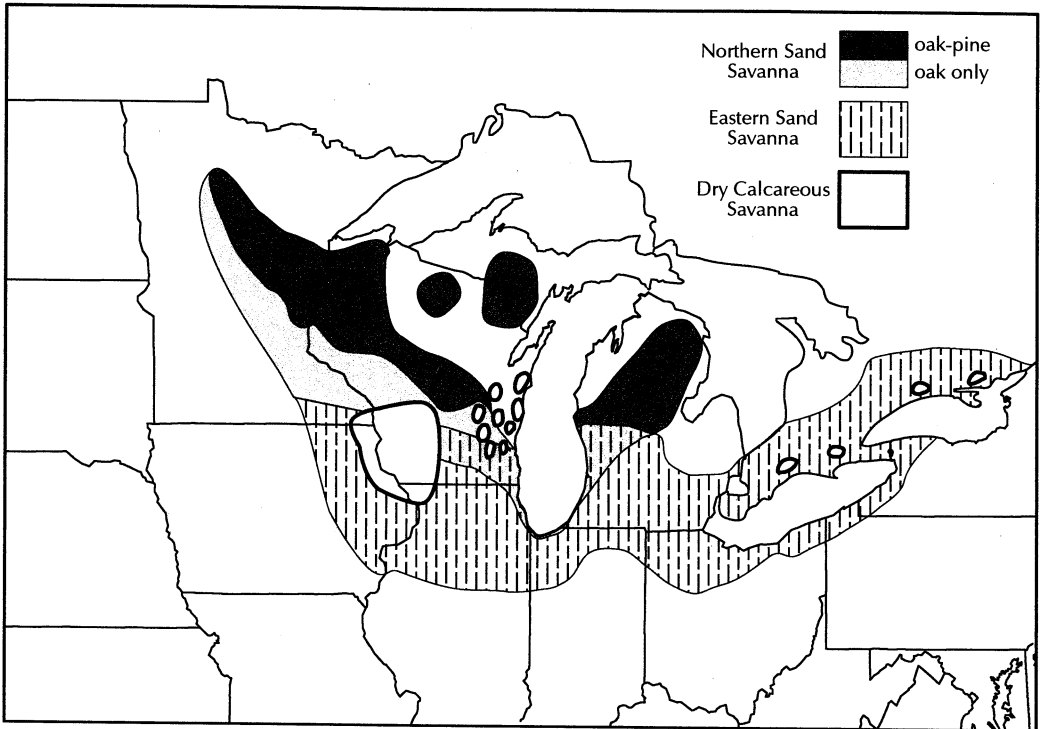 Northern Sand
Savanna
oak-pine
oak only
Eastern Sand
Savanna
Dry Calcareous
Savanna